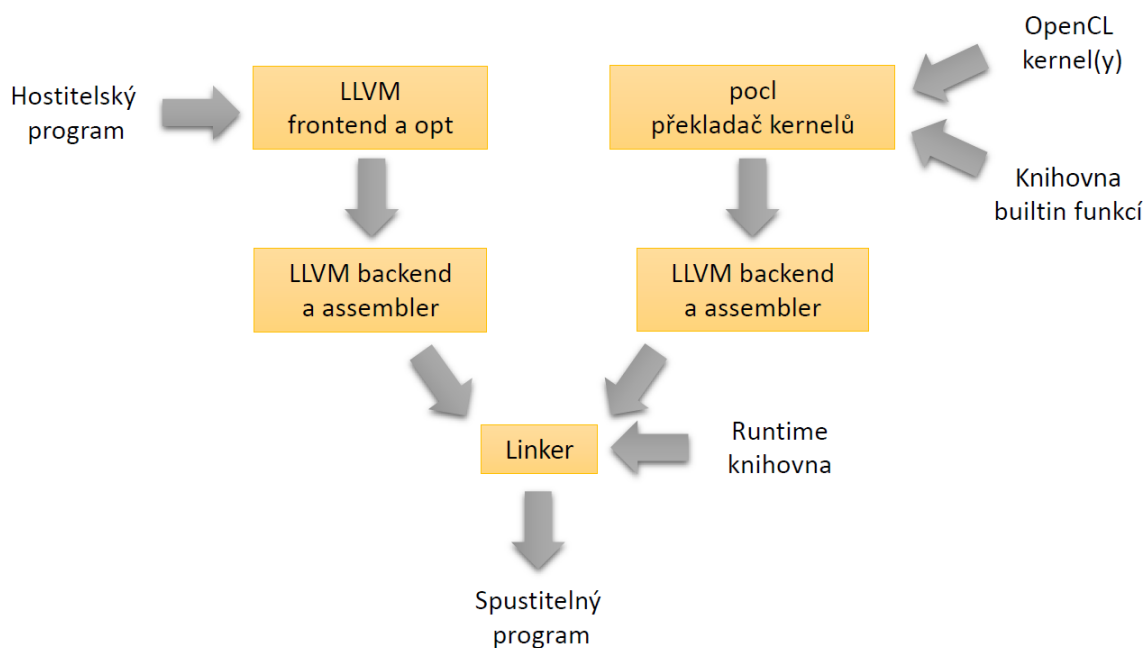 OpenCL
kernel(y)
Hostitelský
program
LLVM
frontend a opt
pocl
překladač kernelů
Knihovna
builtin funkcí
LLVM backend
a assembler
LLVM backend
a assembler
Linker
Runtime
knihovna
Spustitelný
program